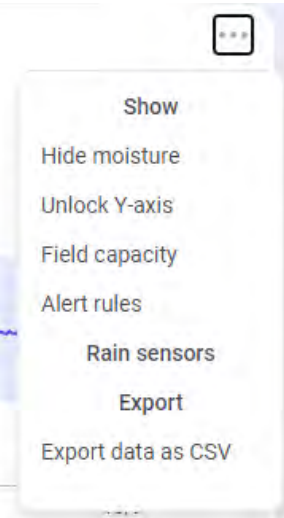 Show
Hide moisture
Unlock Y-axis
Field capacity
Alert rules
Rain sensors
Export
Export data as CSV